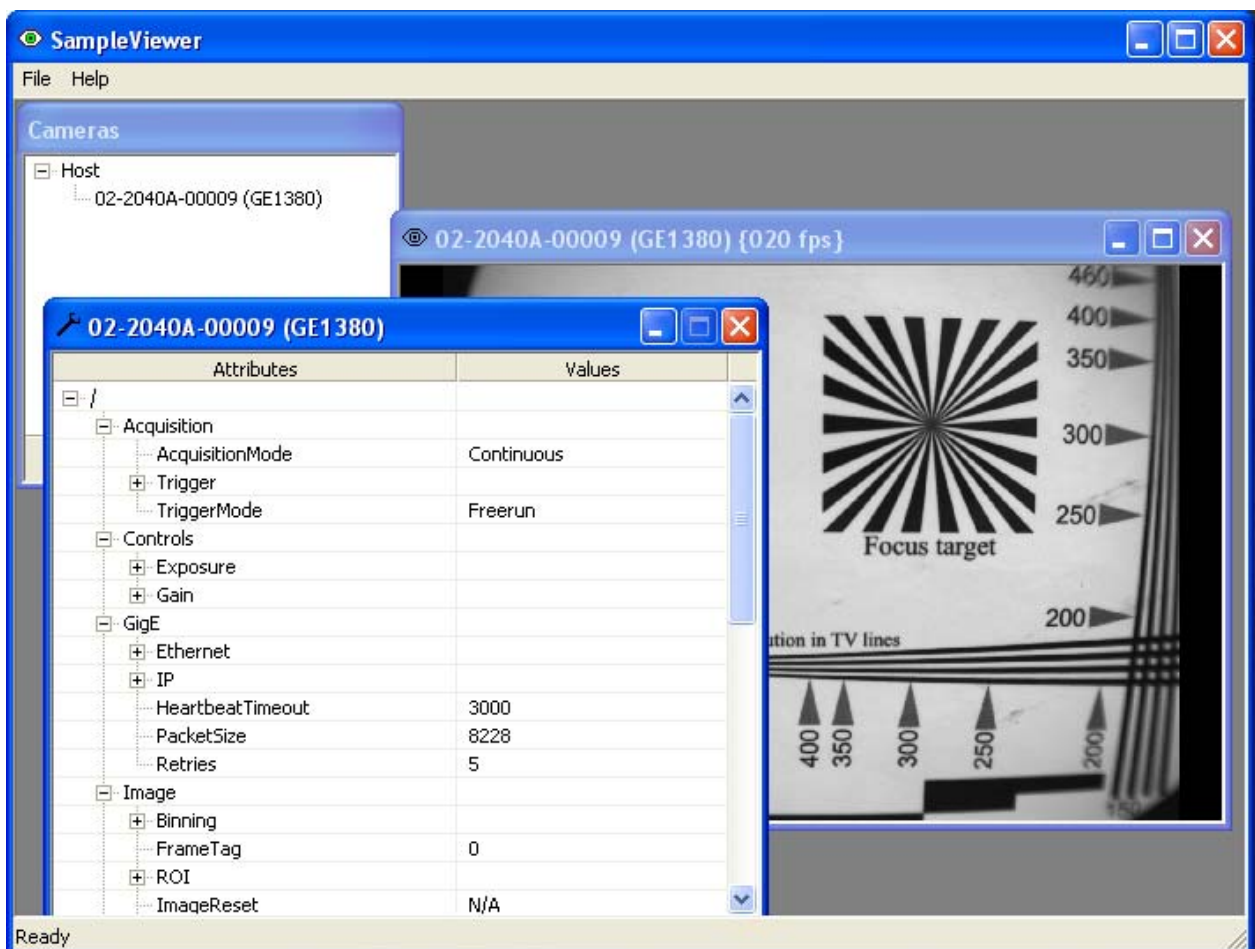 SampleViewer
File Help
Cameras
Host
02-2040A-00009 (GE1380)
02-2040A-00009 (GE1380) {020 fps}
460
400
350
300
250
200
Focus target
in TV lines
400
350
300
250
200
150
02-2040A-00009 (GE1380)
Attributes Values
/
Acquisition
AcquisitionMode Continuous
Trigger
TriggerMode Freerun
Controls
Exposure
Gain
GigE
Ethernet
IP
HeartbeatTimeout 3000
PacketSize 8228
Retries 5
Image
Binning
FrameTag 0
ROI
ImageReset N/A
Ready